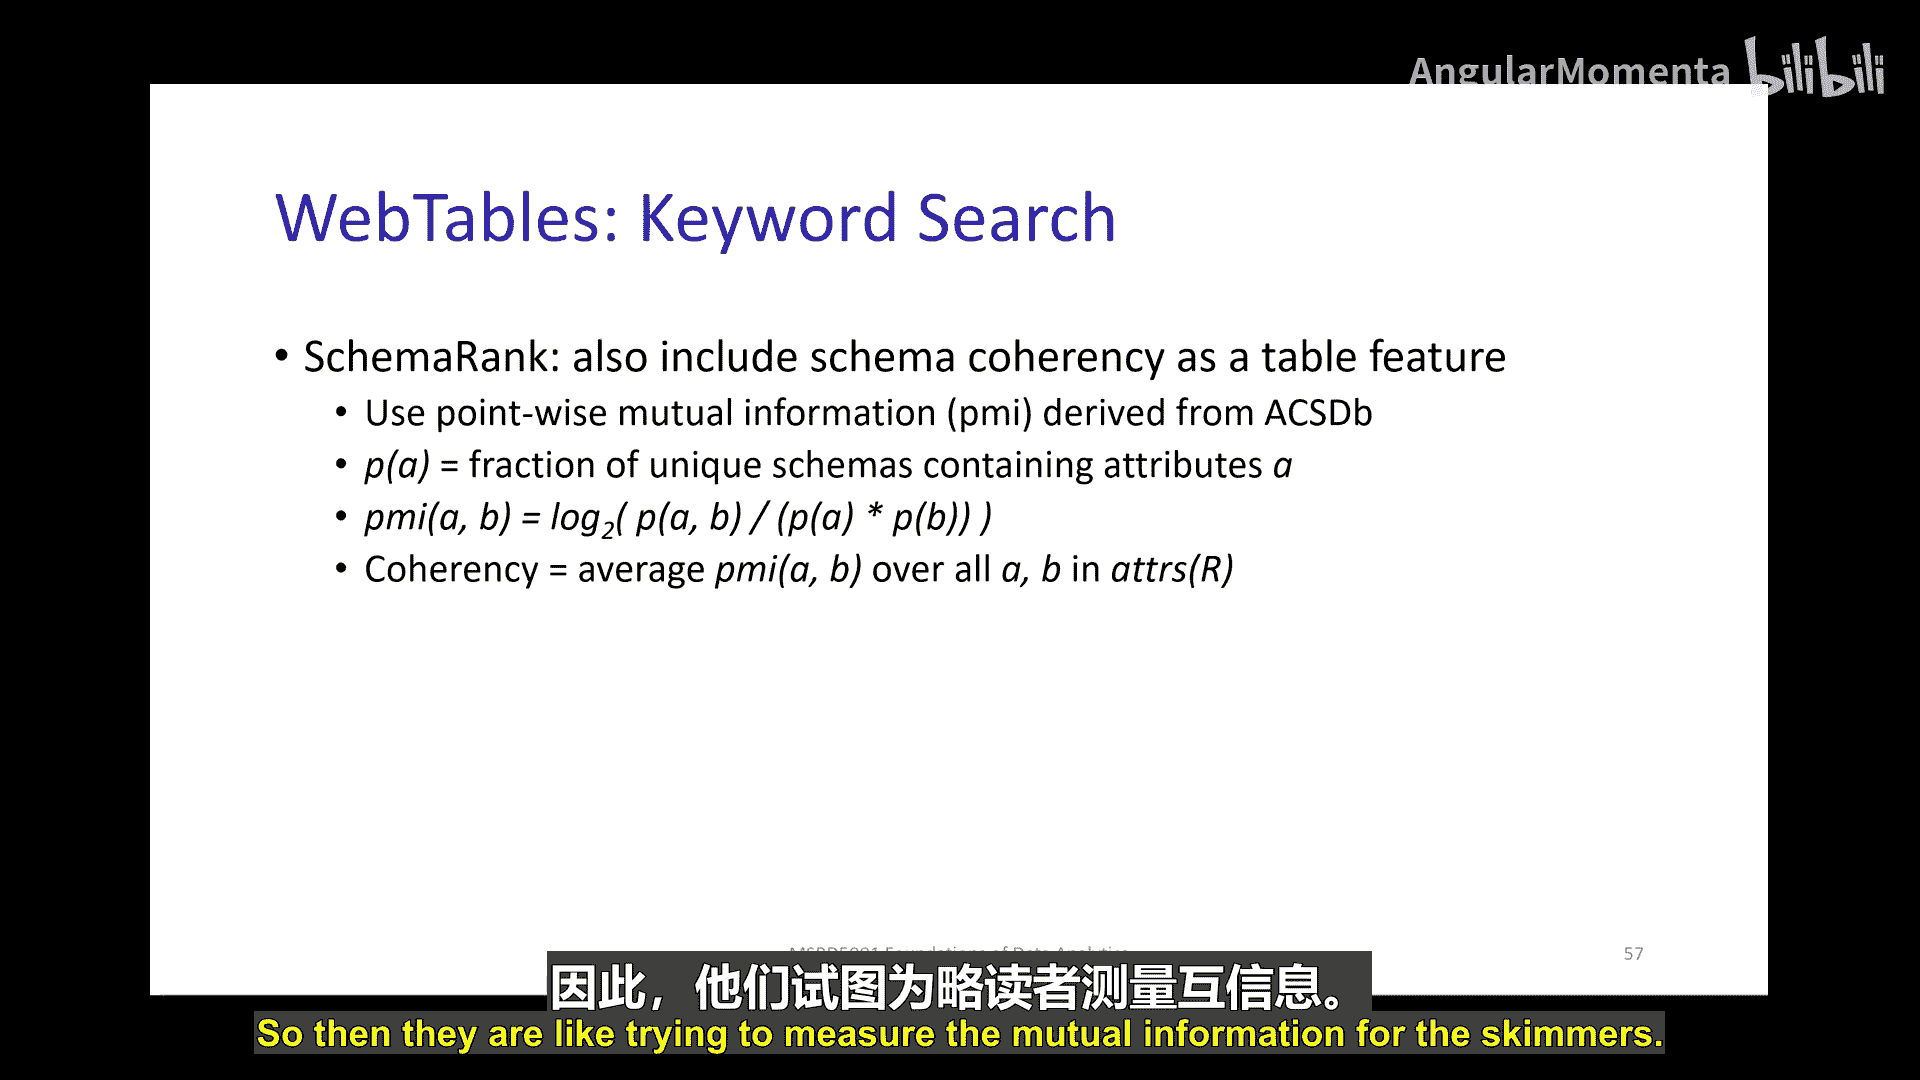 AngularMomenta bilibili
WebTables: Keyword Search
• SchemaRank: also include schema coherency as a table feature
• Use point-wise mutual information (pmi) derived from ACSDb
• p(a) = fraction of unique schemas containing attributes a
• pmi(a, b) = log2( p(a, b) / (p(a) * p(b)) )
• Coherency = average pmi(a, b) over all a, b in attrs(R)
57
因此，他们试图为略读者测量互信息。
So then they are like trying to measure the mutual information for the skimmers.